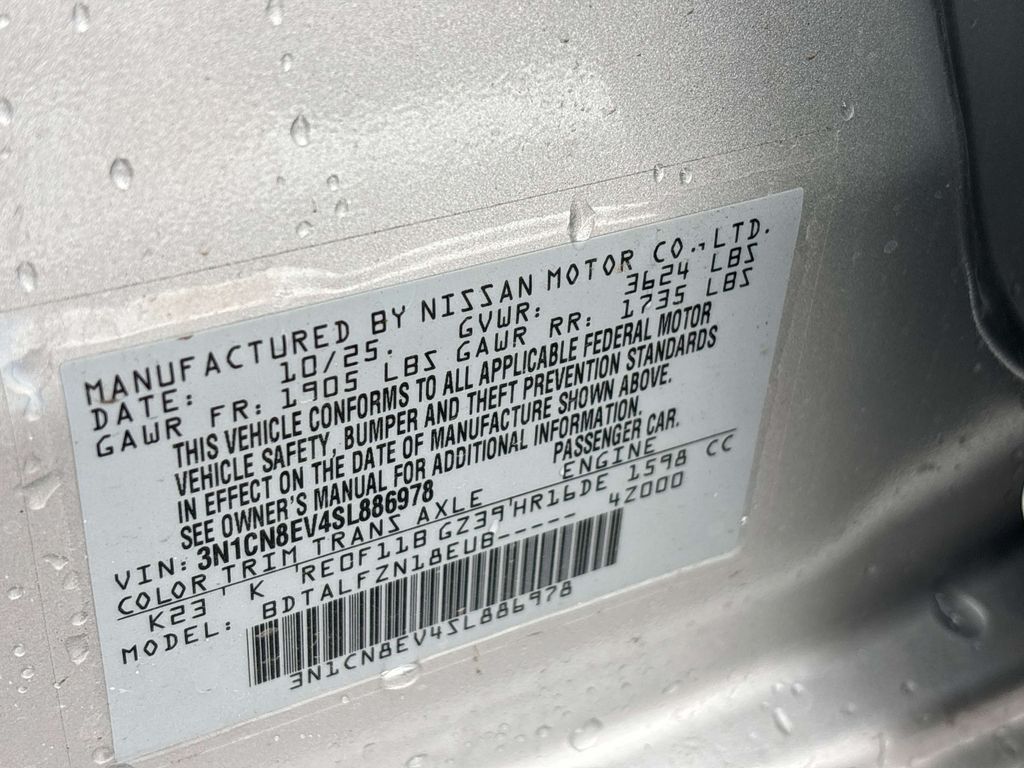 MANUFACTURED BY NISSAN MOTOR CO.,LTD.
DATE: 10/25. GVWR: 3624 LBS
GAWR FR: 1905 LBS GAWR RR: 1735 LBS
THIS VEHICLE CONFORMS TO ALL APPLICABLE FEDERAL MOTOR
VEHICLE SAFETY, BUMPER AND THEFT PREVENTION STANDARDS
IN EFFECT ON THE DATE OF MANUFACTURE SHOWN ABOVE.
SEE OWNER'S MANUAL FOR ADDITIONAL INFORMATION.
VIN: 3N1CN8EV4SL886978 PASSENGER CAR.
COLOR TRIM TRANS AXLE ENGINE
K23 ' K 'RE0F11B GZ39'HR16DE 1598 CC
MODEL: BDTALFZN18EUB----- 4Z000
3N1CN8EV4SL886978